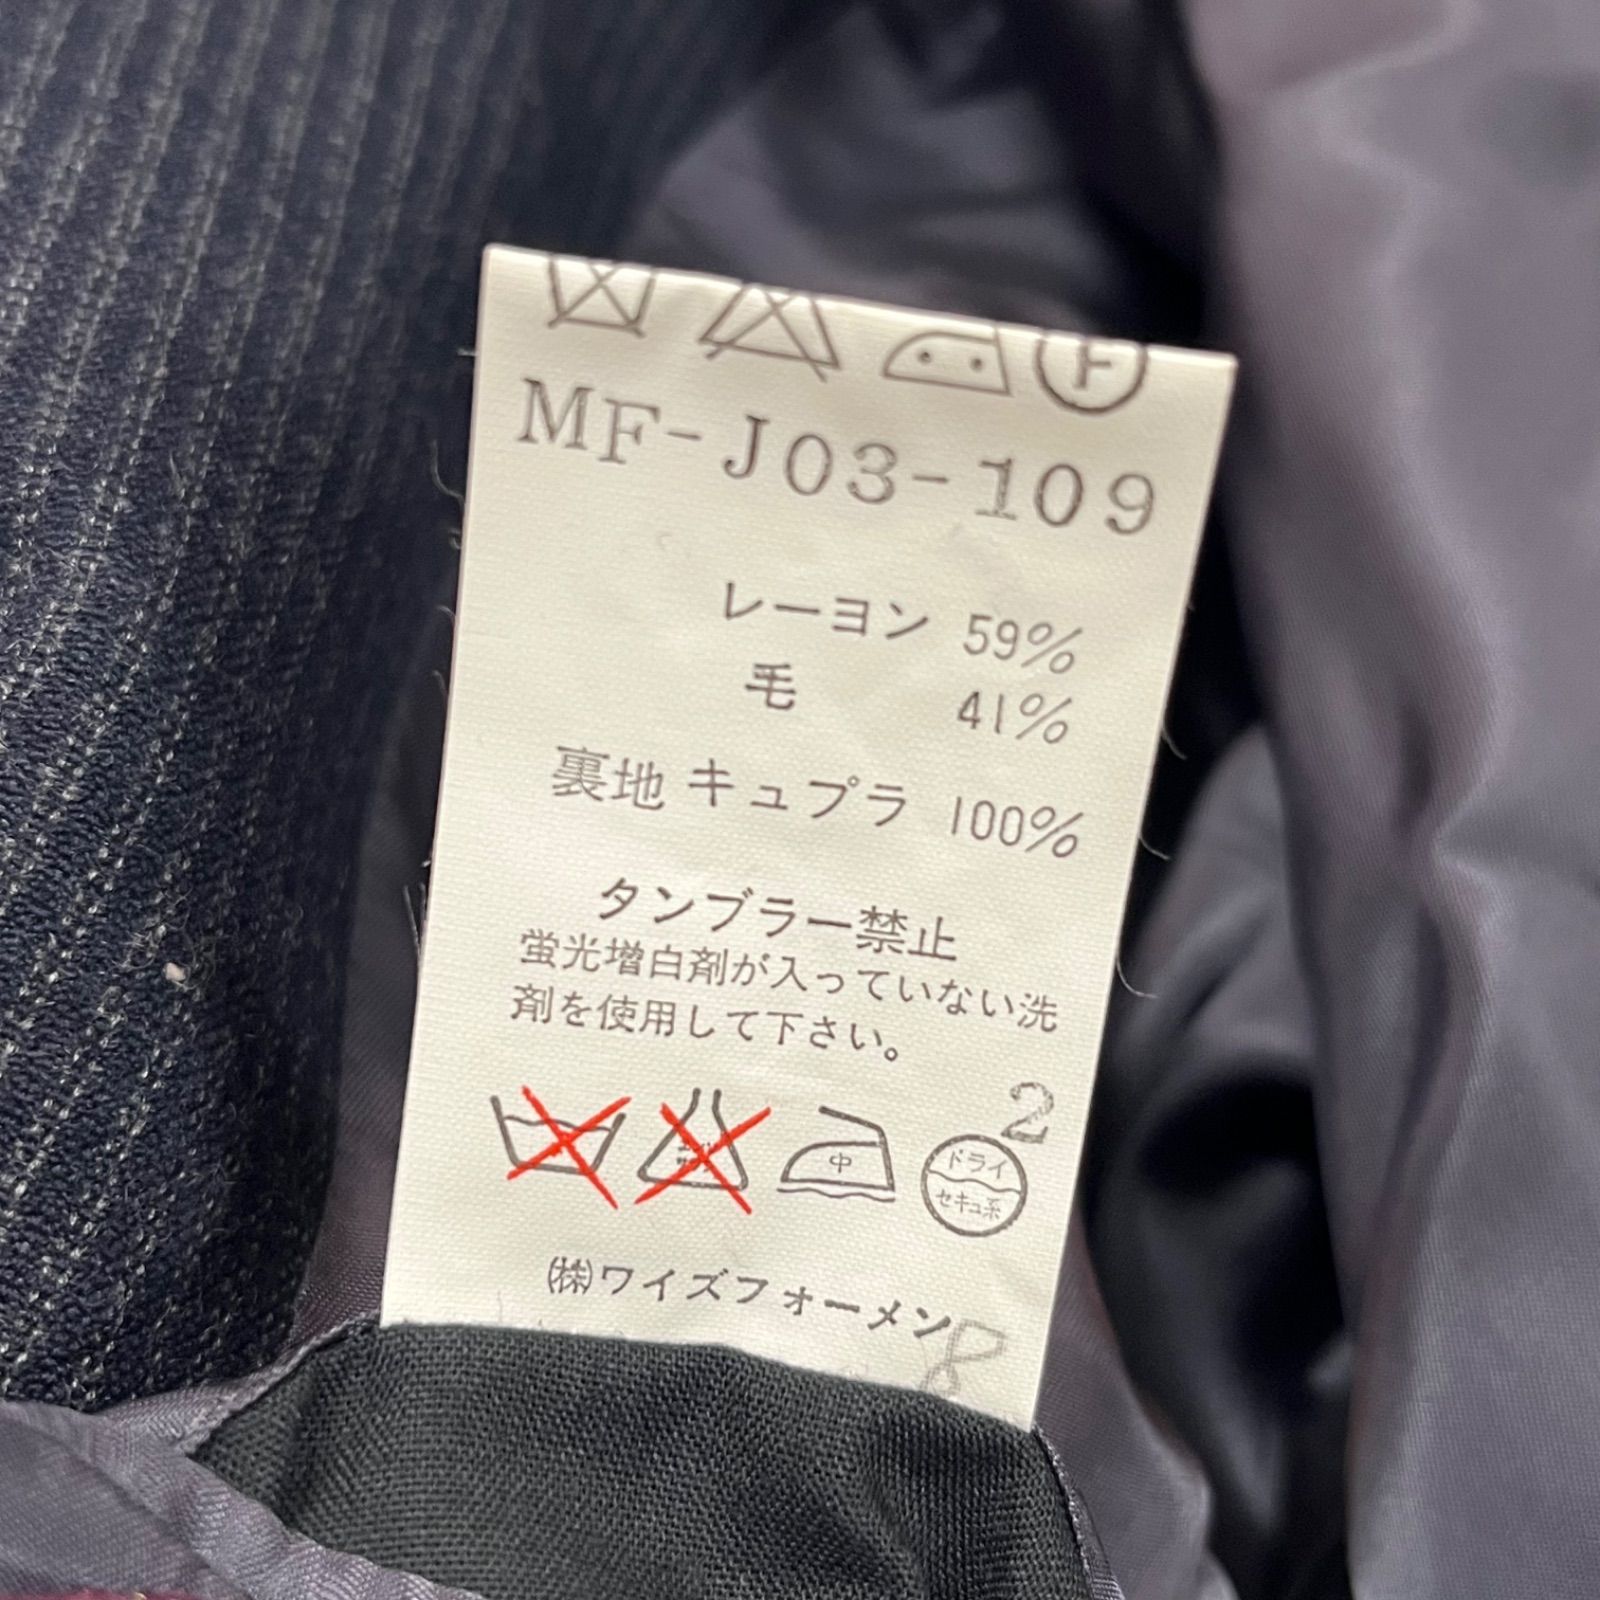 F
MF-J03-109
レーヨン 59%
毛 41%
裏地 キュプラ 100%
タンブラー禁止
蛍光増白剤が入っていない洗
剤を使用して下さい。
2
中
ドライ
セキュ系
㈱ワイズフォーメン
8